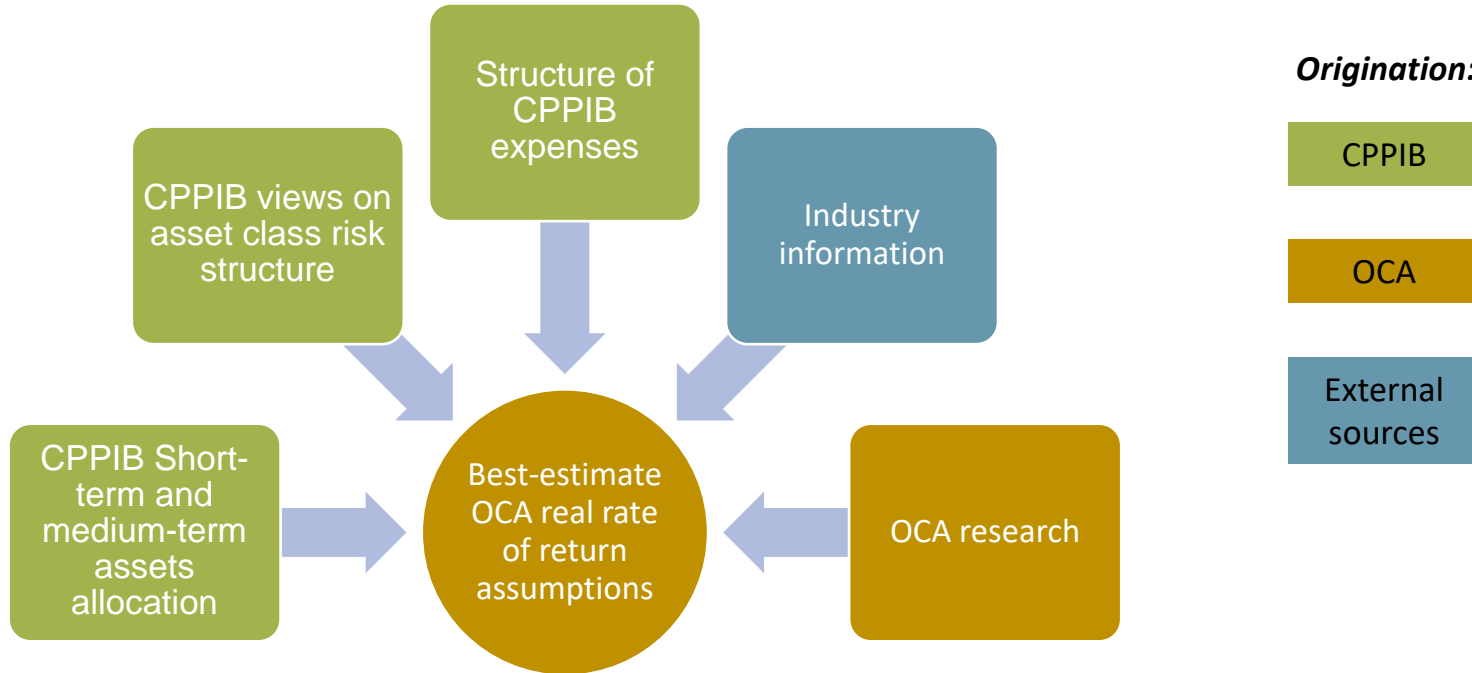 Structure of
CPPIB
expenses
CPPIB views on
asset class risk
structure
Industry
information
CPPIB Short-
term and
medium-term
assets
allocation
Best-estimate
OCA real rate
of return
assumptions
OCA research
Origination:
CPPIB
OCA
External
sources